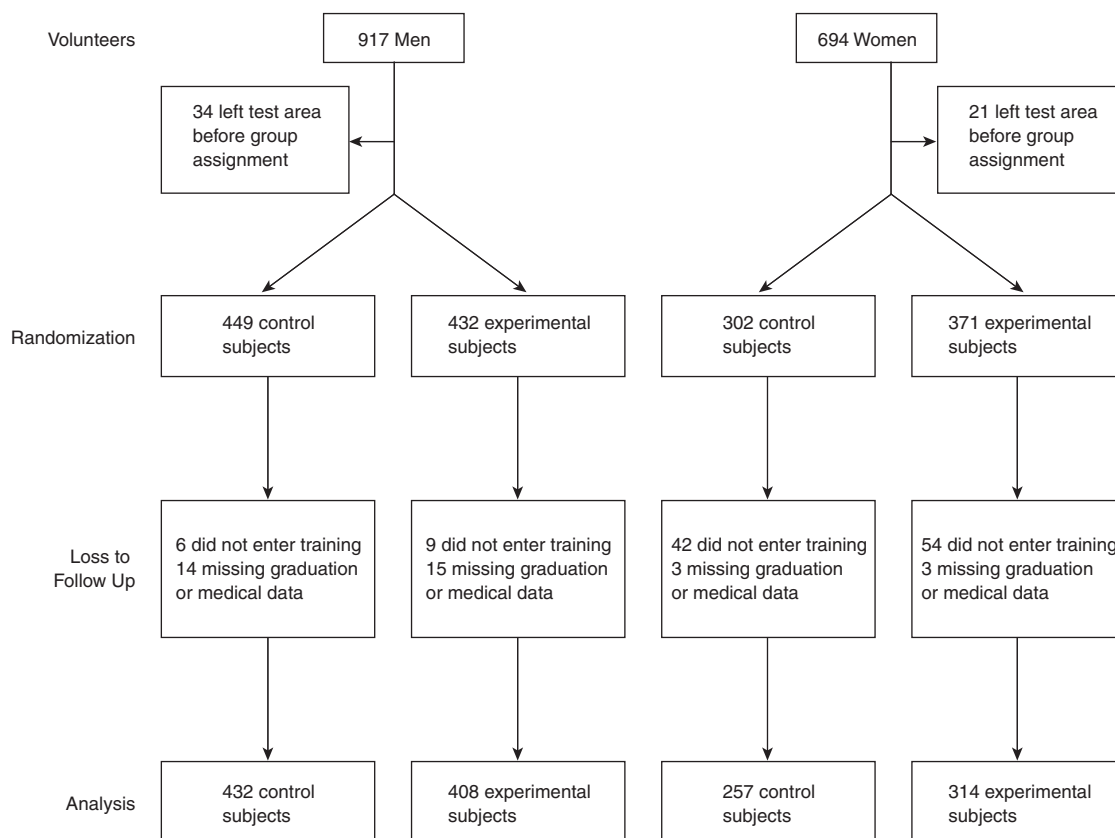 Volunteers
917 Men
694 Women
34 left test area
before group
assignment
21 left test area
before group
assignment
Randomization
449 control
subjects
432 experimental
subjects
302 control
subjects
371 experimental
subjects
Loss to
Follow Up
6 did not enter training
14 missing graduation
or medical data
9 did not enter training
15 missing graduation
or medical data
42 did not enter training
3 missing graduation
or medical data
54 did not enter training
3 missing graduation
or medical data
Analysis
432 control
subjects
408 experimental
subjects
257 control
subjects
314 experimental
subjects